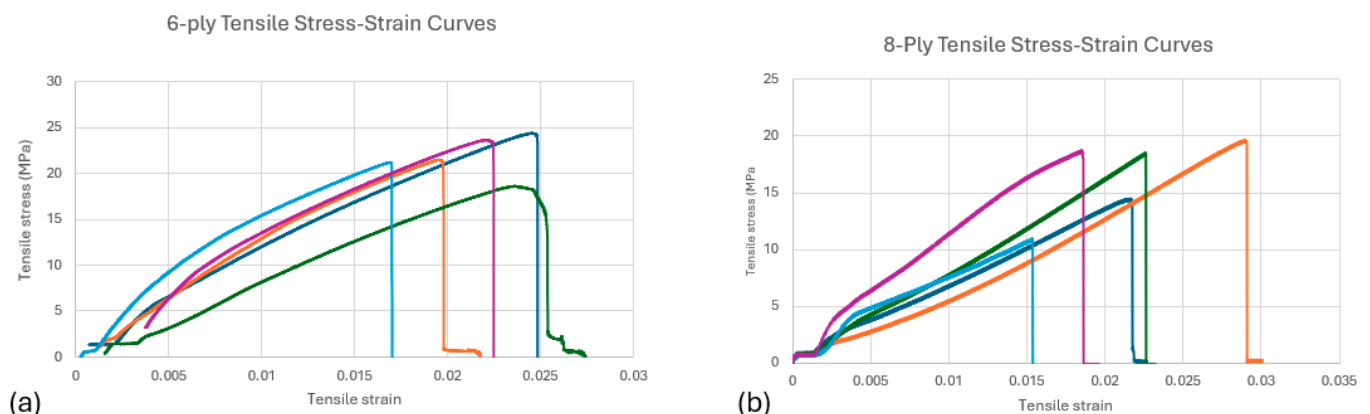 6-ply Tensile Stress-Strain Curves
30
25
20
15
10
5
0
Tensile stress (MPa)
0 0.005 0.01 0.015 0.02 0.025 0.03
Tensile strain
(a)
8-Ply Tensile Stress-Strain Curves
25
20
15
10
5
0
Tensile stress (MPa
0 0.005 0.01 0.015 0.02 0.025 0.03 0.035
Tensile strain
(b)